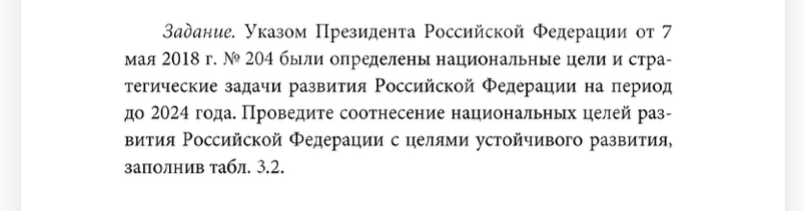 Задание. Указом Президента Российской Федерации от 7
мая 2018 г. № 204 были определены национальные цели и стра-
тегические задачи развития Российской Федерации на период
до 2024 года. Проведите соотнесение национальных целей раз-
вития Российской Федерации с целями устойчивого развития,
заполнив табл. 3.2.